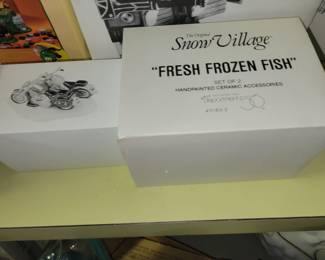 The Original
Snow Village
"FRESH FROZEN FISH"
SET OF 2
HANDPAINTED CERAMIC ACCESSORIES